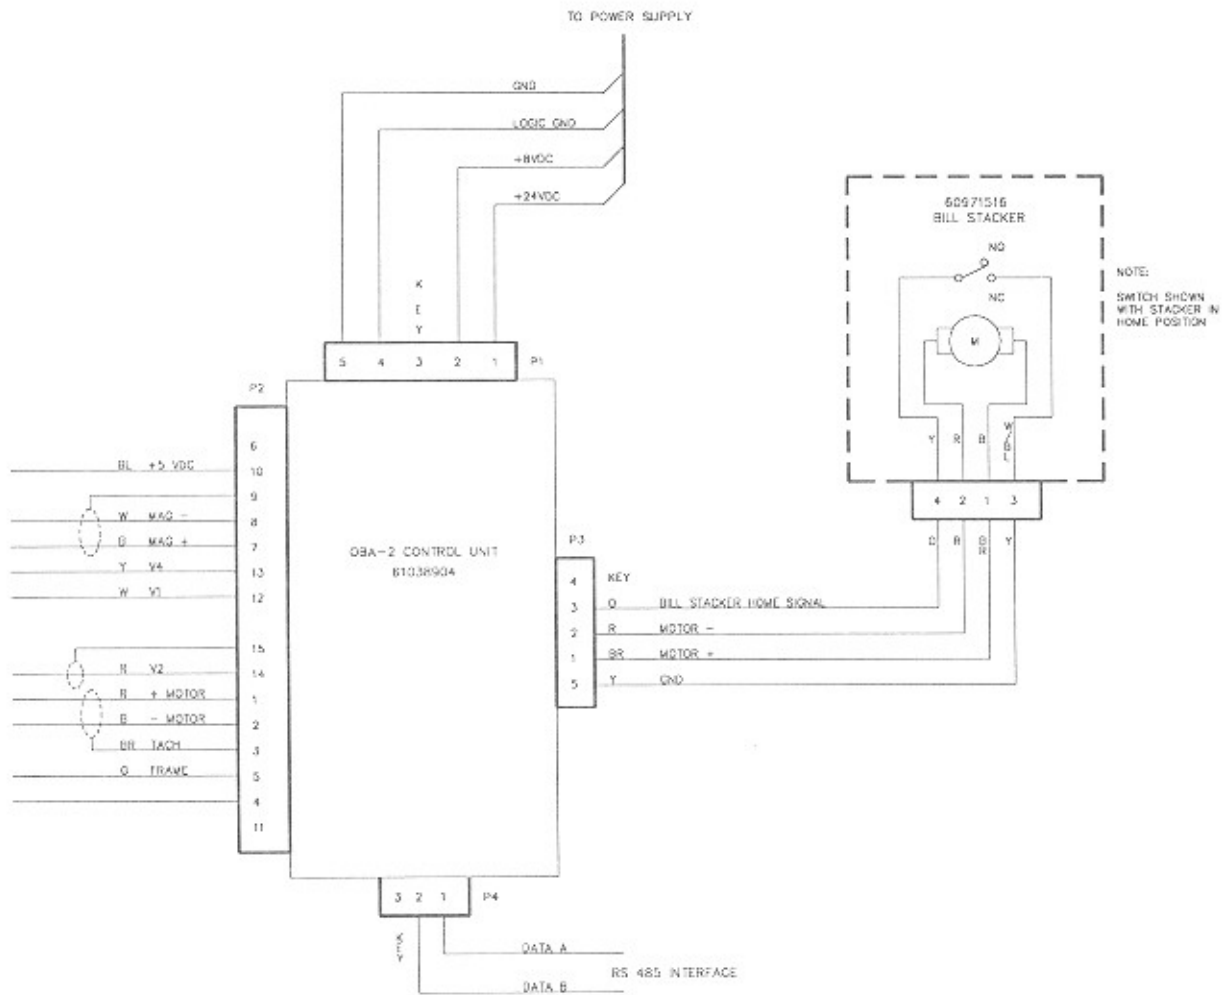 TO POWER SUPPLY
GND
LOGIC GND
+8VDC
+24VDC
KEY
5 4 3 2 1 P1
P2
6
BL +5 VDC 10
9
W MAG - 8
B MAG + 7
Y V4 13
W V1 12
15
R V2 14
R + MOTOR 1
B - MOTOR 2
BR TACH 3
G FRAME 5
4
11
OBA-2 CONTROL UNIT
61038904
P3
4 KEY
3 O BILL STACKER HOME SIGNAL
2 R MOTOR -
1 BR MOTOR +
5 Y GND
60971516
BILL STACKER
NO
NC
M
Y R B W/BL
4 2 1 3
O R BR Y
NOTE:
SWITCH SHOWN
WITH STACKER IN
HOME POSITION
3 2 1 P4
KEY
DATA A
RS 485 INTERFACE
DATA B